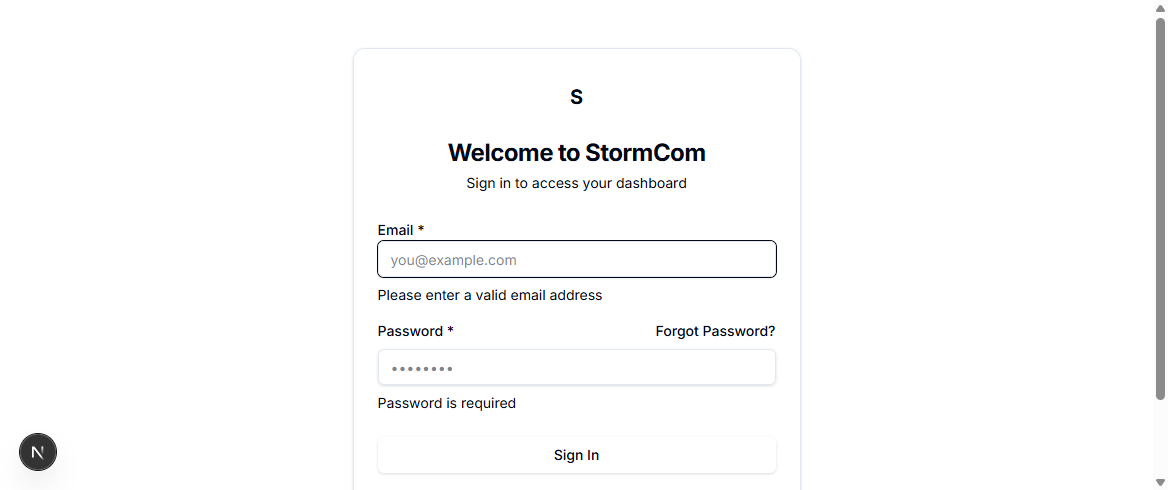 S
Welcome to StormCom
Sign in to access your dashboard
Email *
you@example.com
Please enter a valid email address
Password * Forgot Password?
••••••••
Password is required
Sign In
N